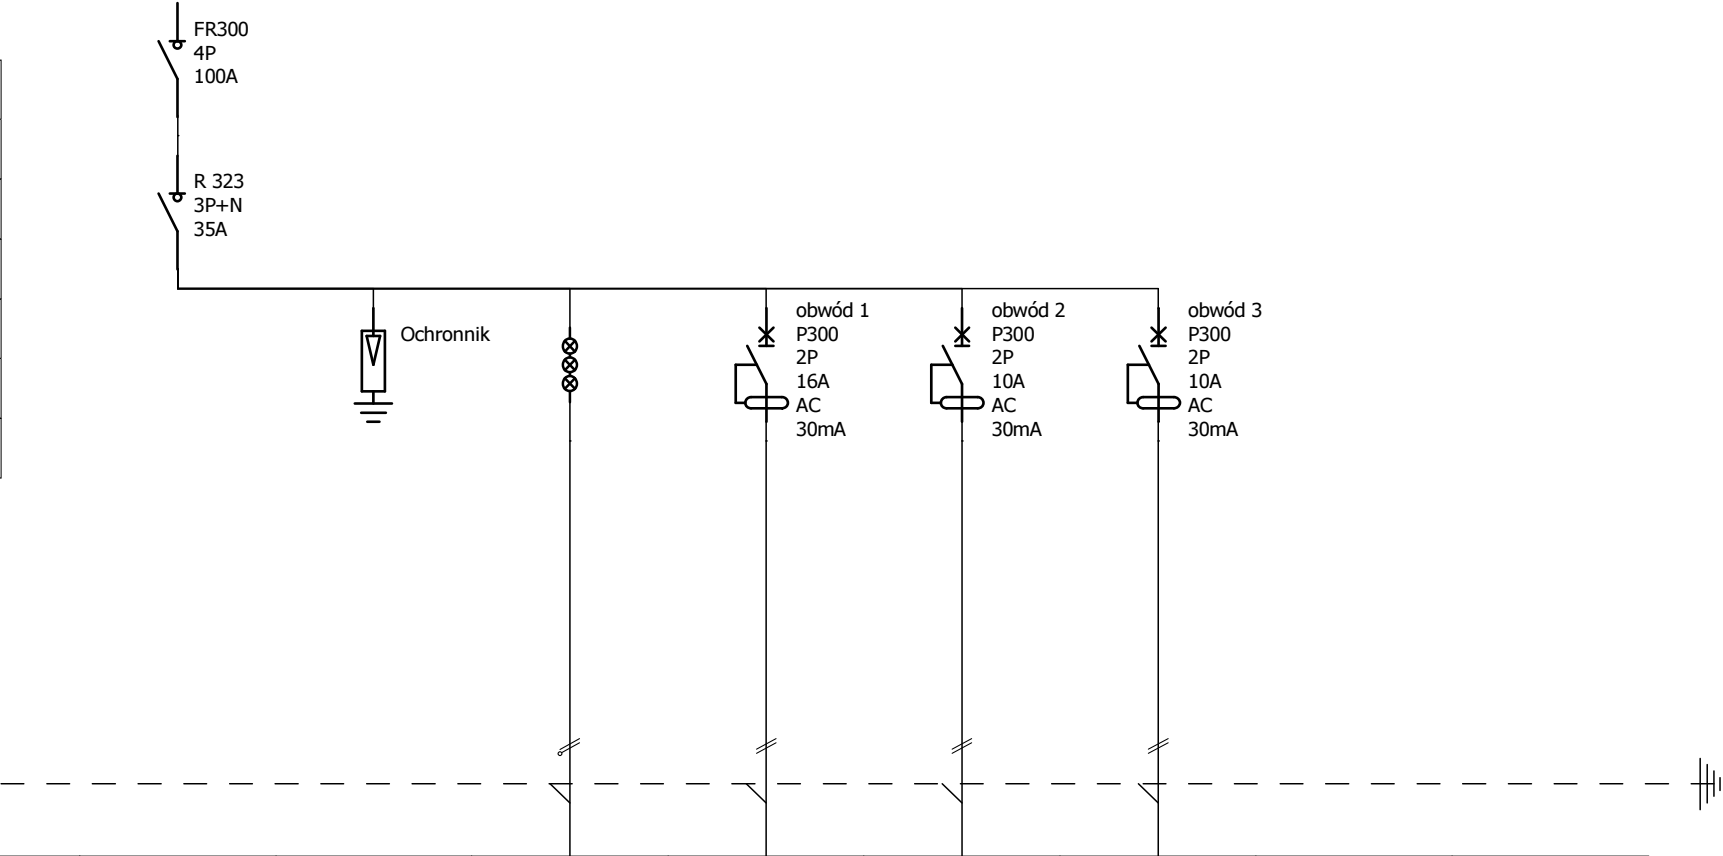 FR300
4P
100A
R 323
3P+N
35A
Ochronnik
obwód 1
P300
2P
16A
AC
30mA
obwód 2
P300
2P
10A
AC
30mA
obwód 3
P300
2P
10A
AC
30mA